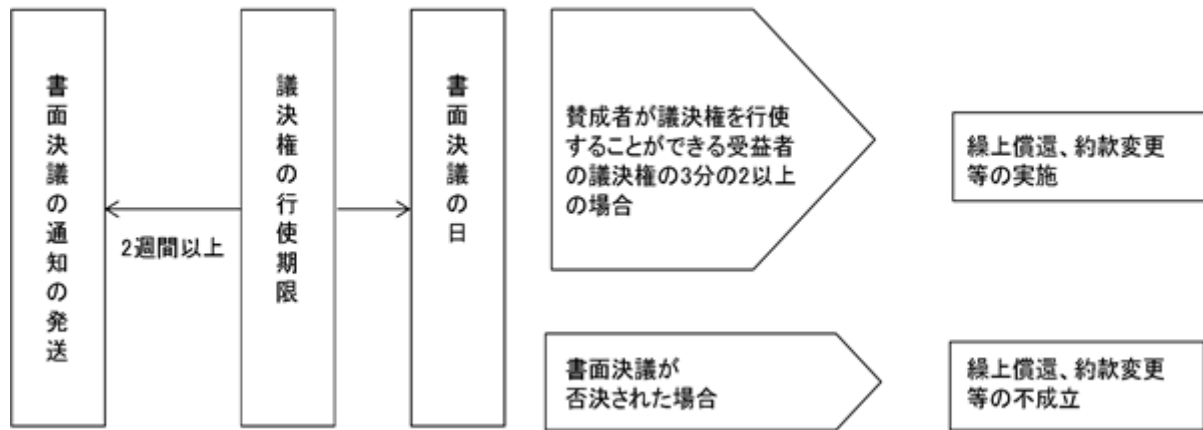 書面決議の通知の発送
2週間以上
議決権の行使期限
書面決議の日
賛成者が議決権を行使
することができる受益者
の議決権の3分の2以上
の場合
繰上償還、約款変更
等の実施
書面決議が
否決された場合
繰上償還、約款変更
等の不成立